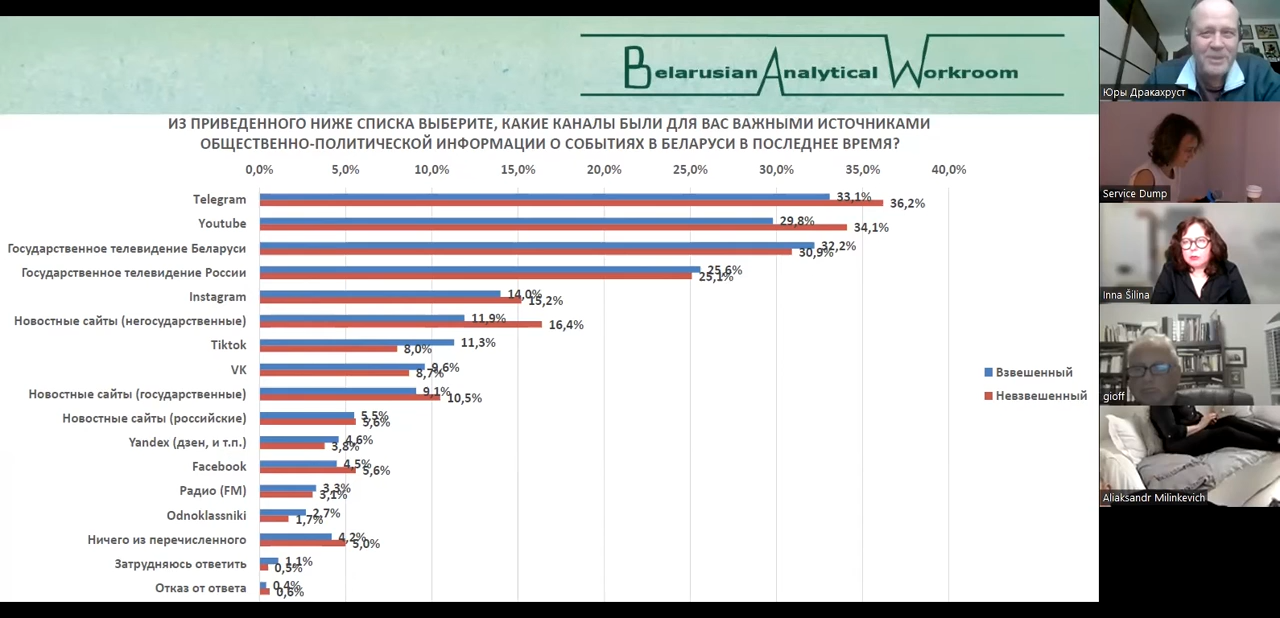 Belarusian Analytical Workroom
ИЗ ПРИВЕДЕННОГО НИЖЕ СПИСКА ВЫБЕРИТЕ, КАКИЕ КАНАЛЫ БЫЛИ ДЛЯ ВАС ВАЖНЫМИ ИСТОЧНИКАМИ
ОБЩЕСТВЕННО-ПОЛИТИЧЕСКОЙ ИНФОРМАЦИИ О СОБЫТИЯХ В БЕЛАРУСИ В ПОСЛЕДНЕЕ ВРЕМЯ?
0,0% 5,0% 10,0% 15,0% 20,0% 25,0% 30,0% 35,0% 40,0%
Telegram 33,1% 36,2%
Youtube 29,8% 34,1%
Государственное телевидение Беларуси 32,2% 30,9%
Государственное телевидение России 25,6% 25,1%
Instagram 14,0% 15,2%
Новостные сайты (негосударственные) 11,9% 16,4%
Tiktok 11,3% 8,0%
VK 9,6% 8,7%
Новостные сайты (государственные) 9,1% 10,5%
Новостные сайты (российские) 5,5% 5,6%
Yandex (дзен, и т.п.) 4,6% 3,8%
Facebook 4,5% 5,6%
Радио (FM) 3,3% 3,1%
Odnoklassniki 2,7% 1,7%
Ничего из перечисленного 4,2% 5,0%
Затрудняюсь ответить 1,1% 0,5%
Отказ от ответа 0,4% 0,6%
Взвешенный
Невзвешенный
Юры Дракахруст
Service Dump
Inna Šilina
gioff
Aliaksandr Milinkevich